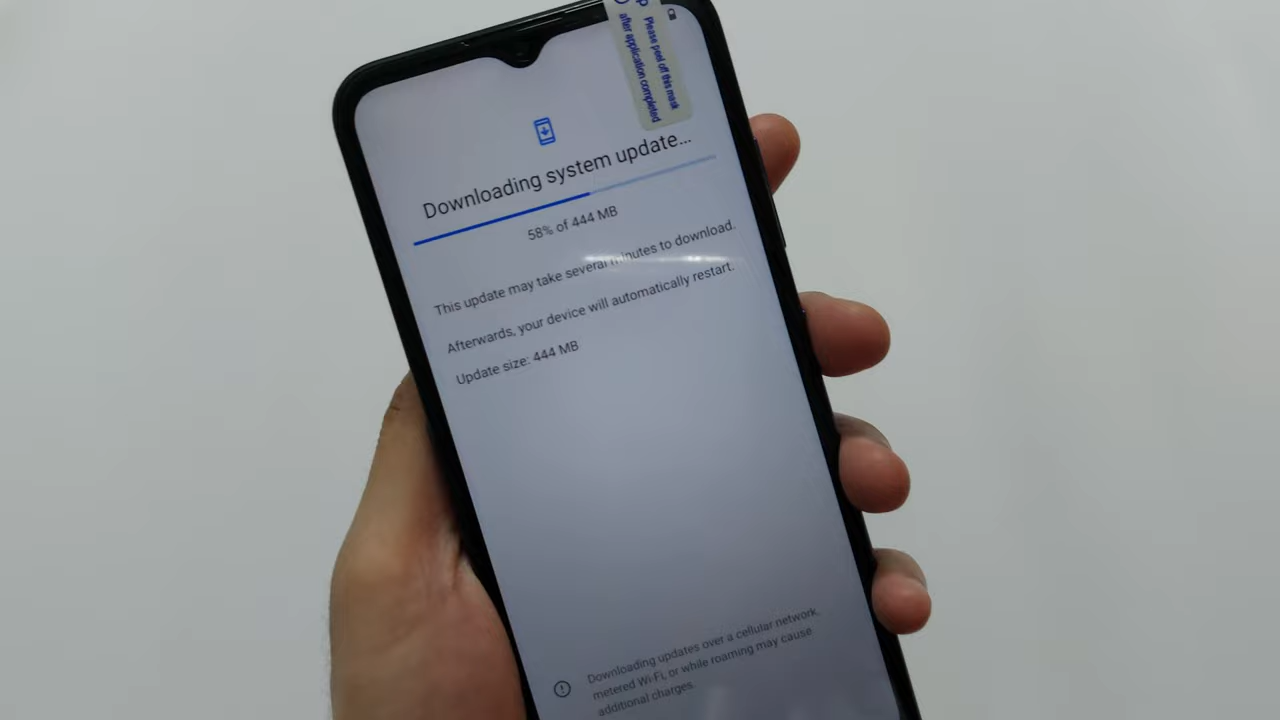 Please peel off this mask
after application completed
Downloading system update...
58% of 444 MB
This update may take several minutes to download.
Afterwards, your device will automatically restart.
Update size: 444 MB
Downloading updates over a cellular network,
metered Wi-Fi, or while roaming may cause
additional charges.